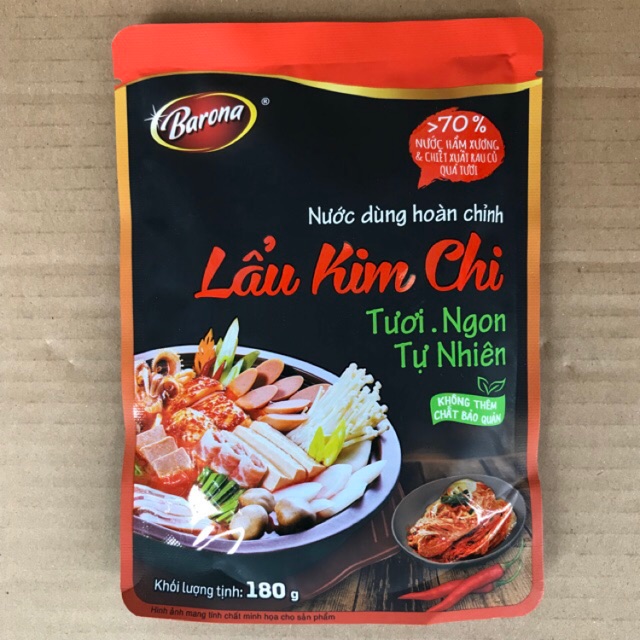 Barona ®
>70%
NƯỚC HẦM XƯƠNG
& CHIẾT XUẤT RAU CỦ
QUẢ TƯƠI
Nước dùng hoàn chỉnh
Lẩu Kim Chi
Tươi . Ngon
Tự Nhiên
KHÔNG THÊM
CHẤT BẢO QUẢN
Khối lượng tịnh: 180 g
Hình ảnh mang tính chất minh họa cho sản phẩm